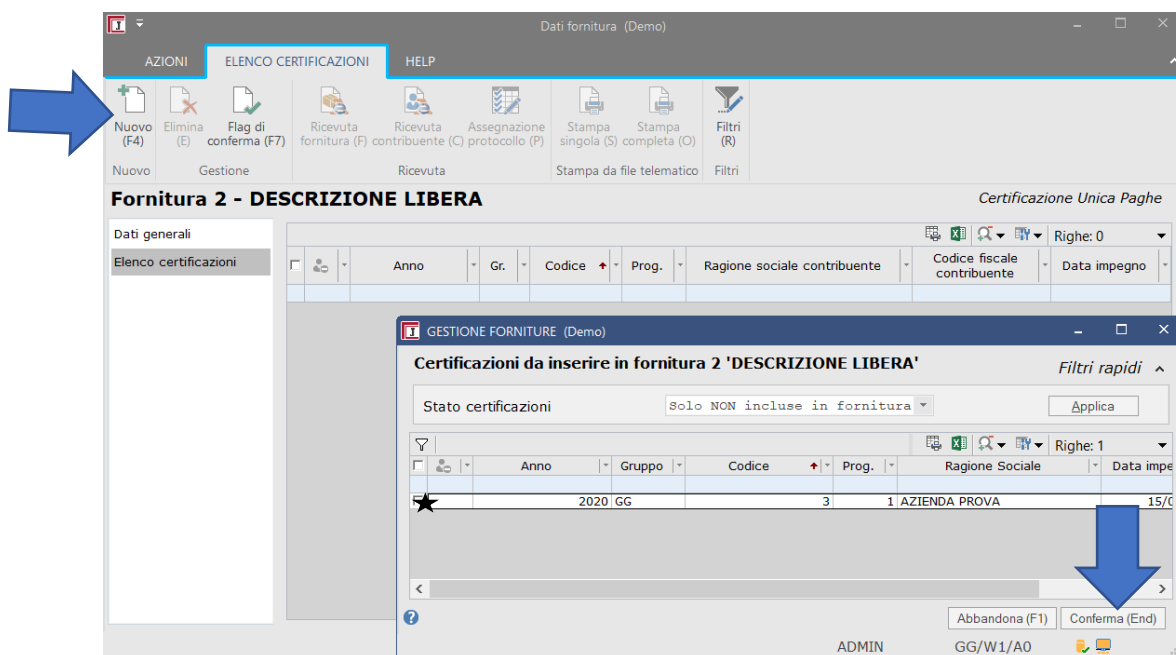 Dati fornitura (Demo)
AZIONI ELENCO CERTIFICAZIONI HELP
Nuovo (F4)
Elimina (E)
Flag di conferma (F7)
Ricevuta fornitura (F)
Ricevuta contribuente (C)
Assegnazione protocollo (P)
Stampa singola (S)
Stampa completa (O)
Filtri (R)
Nuovo Gestione Ricevuta Stampa da file telematico Filtri
Fornitura 2 - DESCRIZIONE LIBERA
Certificazione Unica Paghe
Dati generali
Elenco certificazioni
Righe: 0
Anno Gr. Codice Prog. Ragione sociale contribuente Codice fiscale contribuente Data impegno
GESTIONE FORNITURE (Demo)
Certificazioni da inserire in fornitura 2 'DESCRIZIONE LIBERA'
Filtri rapidi
Stato certificazioni Solo NON incluse in fornitura Applica
Righe: 1
Anno Gruppo Codice Prog. Ragione Sociale Data impe
2020 GG 3 1 AZIENDA PROVA 15/0
Abbandona (F1) Conferma (End)
ADMIN GG/W1/A0